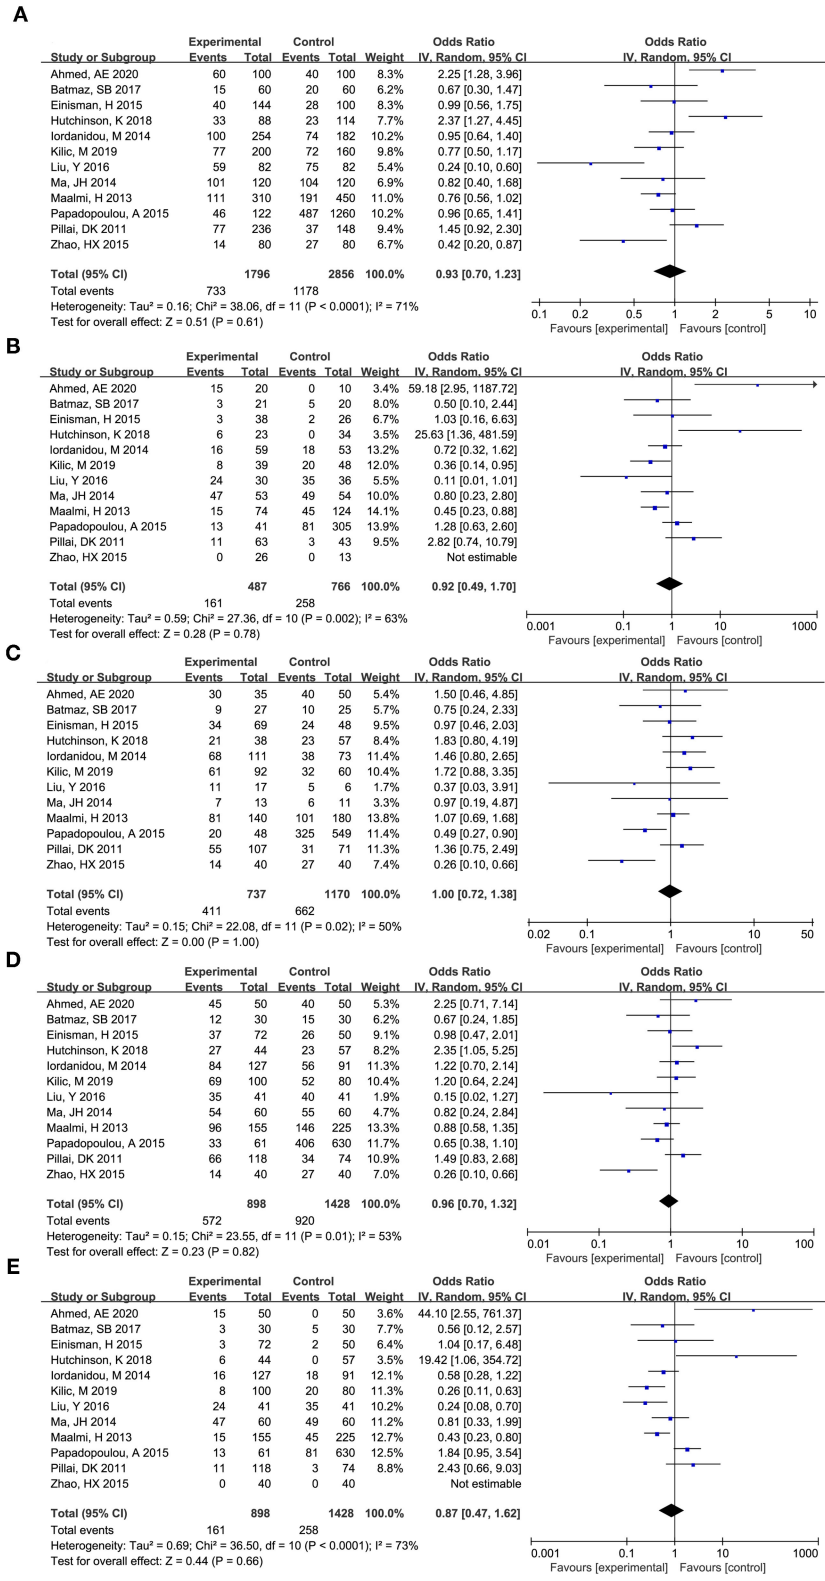 A
Experimental Control Odds Ratio Odds Ratio
Study or Subgroup Events Total Events Total Weight IV, Random, 95% CI IV, Random, 95% CI
Ahmed, AE 2020 60 100 40 100 8.3% 2.25 [1.28, 3.96]
Batmaz, SB 2017 15 60 20 60 6.2% 0.67 [0.30, 1.47]
Einisman, H 2015 40 144 28 100 8.3% 0.99 [0.56, 1.75]
Hutchinson, K 2018 33 88 23 114 7.7% 2.37 [1.27, 4.45]
Iordanidou, M 2014 100 254 74 182 10.2% 0.95 [0.64, 1.40]
Kilic, M 2019 77 200 72 160 9.8% 0.77 [0.50, 1.17]
Liu, Y 2016 59 82 75 82 5.4% 0.24 [0.10, 0.60]
Ma, JH 2014 101 120 104 120 6.5% 0.82 [0.40, 1.68]
Maalmi, H 2013 111 310 191 450 11.0% 0.76 [0.56, 1.02]
Papadopoulou, A 2015 46 122 487 1260 10.2% 0.96 [0.65, 1.41]
Pillai, DK 2011 77 236 37 148 9.4% 1.45 [0.92, 2.30]
Zhao, HX 2015 14 80 27 80 6.7% 0.42 [0.20, 0.87]
Total (95% CI) 1796 2856 100.0% 0.93 [0.70, 1.23]
Total events 733 1178
Heterogeneity: Tau² = 0.16; Chi² = 38.06, df = 11 (P < 0.0001); I² = 71%
Test for overall effect: Z = 0.51 (P = 0.61)
0.1 0.2 0.5 1 2 5 10
Favours [experimental] Favours [control]
B
Experimental Control Odds Ratio Odds Ratio
Study or Subgroup Events Total Events Total Weight IV, Random, 95% CI IV, Random, 95% CI
Ahmed, AE 2020 15 20 0 10 3.4% 59.18 [2.95, 1187.72]
Batmaz, SB 2017 3 21 5 20 8.0% 0.50 [0.10, 2.44]
Einisman, H 2015 3 38 2 26 6.6% 1.03 [0.16, 6.63]
Hutchinson, K 2018 6 23 0 34 3.5% 25.63 [1.36, 481.59]
Iordanidou, M 2014 16 59 18 53 13.2% 0.72 [0.32, 1.62]
Kilic, M 2019 8 39 20 48 12.0% 0.36 [0.14, 0.95]
Liu, Y 2016 24 30 35 36 5.5% 0.11 [0.01, 1.01]
Ma, JH 2014 47 53 49 54 10.0% 0.80 [0.23, 2.80]
Maalmi, H 2013 15 74 45 124 14.1% 0.45 [0.23, 0.88]
Papadopoulou, A 2015 13 41 81 305 13.9% 1.28 [0.63, 2.60]
Pillai, DK 2011 11 63 3 43 9.5% 2.82 [0.74, 10.79]
Zhao, HX 2015 0 26 0 13 Not estimable
Total (95% CI) 487 766 100.0% 0.92 [0.49, 1.70]
Total events 161 258
Heterogeneity: Tau² = 0.59; Chi² = 27.36, df = 10 (P = 0.002); I² = 63%
Test for overall effect: Z = 0.28 (P = 0.78)
0.001 0.1 1 10 1000
Favours [experimental] Favours [control]
C
Experimental Control Odds Ratio Odds Ratio
Study or Subgroup Events Total Events Total Weight IV, Random, 95% CI IV, Random, 95% CI
Ahmed, AE 2020 30 35 40 50 5.4% 1.50 [0.46, 4.85]
Batmaz, SB 2017 9 27 10 25 5.7% 0.75 [0.24, 2.33]
Einisman, H 2015 34 69 24 48 9.5% 0.97 [0.46, 2.03]
Hutchinson, K 2018 21 38 23 57 8.4% 1.83 [0.80, 4.19]
Iordanidou, M 2014 68 111 38 73 11.4% 1.46 [0.80, 2.65]
Kilic, M 2019 61 92 32 60 10.4% 1.72 [0.88, 3.35]
Liu, Y 2016 11 17 5 6 1.7% 0.37 [0.03, 3.91]
Ma, JH 2014 7 13 6 11 3.3% 0.97 [0.19, 4.87]
Maalmi, H 2013 81 140 101 180 13.8% 1.07 [0.69, 1.68]
Papadopoulou, A 2015 20 48 325 549 11.4% 0.49 [0.27, 0.90]
Pillai, DK 2011 55 107 31 71 11.5% 1.36 [0.75, 2.49]
Zhao, HX 2015 14 40 27 40 7.4% 0.26 [0.10, 0.66]
Total (95% CI) 737 1170 100.0% 1.00 [0.72, 1.38]
Total events 411 662
Heterogeneity: Tau² = 0.15; Chi² = 22.08, df = 11 (P = 0.02); I² = 50%
Test for overall effect: Z = 0.00 (P = 1.00)
0.02 0.1 1 10 50
Favours [experimental] Favours [control]
D
Experimental Control Odds Ratio Odds Ratio
Study or Subgroup Events Total Events Total Weight IV, Random, 95% CI IV, Random, 95% CI
Ahmed, AE 2020 45 50 40 50 5.3% 2.25 [0.71, 7.14]
Batmaz, SB 2017 12 30 15 30 6.2% 0.67 [0.24, 1.85]
Einisman, H 2015 37 72 26 50 9.1% 0.98 [0.47, 2.01]
Hutchinson, K 2018 27 44 23 57 8.2% 2.35 [1.05, 5.25]
Iordanidou, M 2014 84 127 56 91 11.3% 1.22 [0.70, 2.14]
Kilic, M 2019 69 100 52 80 10.4% 1.20 [0.64, 2.24]
Liu, Y 2016 35 41 40 41 1.9% 0.15 [0.02, 1.27]
Ma, JH 2014 54 60 55 60 4.7% 0.82 [0.24, 2.84]
Maalmi, H 2013 96 155 146 225 13.3% 0.88 [0.58, 1.35]
Papadopoulou, A 2015 33 61 406 630 11.7% 0.65 [0.38, 1.10]
Pillai, DK 2011 66 118 34 74 10.9% 1.49 [0.83, 2.68]
Zhao, HX 2015 14 40 27 40 7.0% 0.26 [0.10, 0.66]
Total (95% CI) 898 1428 100.0% 0.96 [0.70, 1.32]
Total events 572 920
Heterogeneity: Tau² = 0.15; Chi² = 23.55, df = 11 (P = 0.01); I² = 53%
Test for overall effect: Z = 0.23 (P = 0.82)
0.01 0.1 1 10 100
Favours [experimental] Favours [control]
E
Experimental Control Odds Ratio Odds Ratio
Study or Subgroup Events Total Events Total Weight IV, Random, 95% CI IV, Random, 95% CI
Ahmed, AE 2020 15 50 0 50 3.6% 44.10 [2.55, 761.37]
Batmaz, SB 2017 3 30 5 30 7.7% 0.56 [0.12, 2.57]
Einisman, H 2015 3 72 2 50 6.4% 1.04 [0.17, 6.48]
Hutchinson, K 2018 6 44 0 57 3.5% 19.42 [1.06, 354.72]
Iordanidou, M 2014 16 127 18 91 12.1% 0.58 [0.28, 1.22]
Kilic, M 2019 8 100 20 80 11.3% 0.26 [0.11, 0.63]
Liu, Y 2016 24 41 35 41 10.2% 0.24 [0.08, 0.70]
Ma, JH 2014 47 60 49 60 11.2% 0.81 [0.33, 1.99]
Maalmi, H 2013 15 155 45 225 12.7% 0.43 [0.23, 0.80]
Papadopoulou, A 2015 13 61 81 630 12.5% 1.84 [0.95, 3.54]
Pillai, DK 2011 11 118 3 74 8.8% 2.43 [0.66, 9.03]
Zhao, HX 2015 0 40 0 40 Not estimable
Total (95% CI) 898 1428 100.0% 0.87 [0.47, 1.62]
Total events 161 258
Heterogeneity: Tau² = 0.69; Chi² = 36.50, df = 10 (P < 0.0001); I² = 73%
Test for overall effect: Z = 0.44 (P = 0.66)
0.001 0.1 1 10 1000
Favours [experimental] Favours [control]